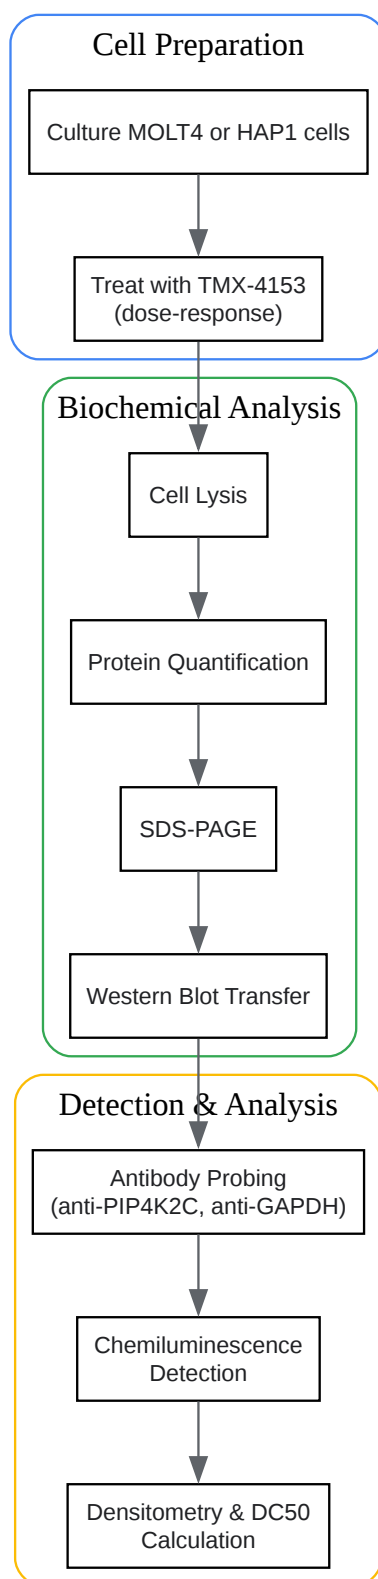 Cell Preparation
Culture MOLT4 or HAP1 cells
Treat with TMX-4153
(dose-response)
Biochemical Analysis
Cell Lysis
Protein Quantification
SDS-PAGE
Western Blot Transfer
Detection & Analysis
Antibody Probing
(anti-PIP4K2C, anti-GAPDH)
Chemiluminescence
Detection
Densitometry & DC50
Calculation